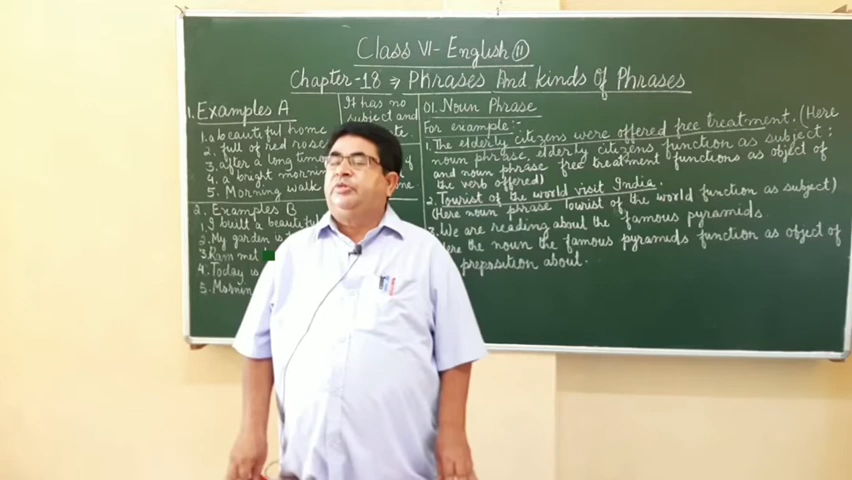 Class VI - English 11
Chapter-18 ⇒ Phrases And Kinds Of Phrases
1. Examples A
1. a beautiful home
2. full of red rose
3. after a long time
4. a bright morning
5. Morning walk
2. Examples B
1. I built a beautiful
2. My garden is
3. Ram met
4. Today is
5. Morning
It has no
subject and
01. Noun Phrase
For example:-
1. The elderly citizens were offered free treatment. (Here
noun phrase, elderly citizens function as subject;
and noun phrase free treatment functions as object of
the verb offered)
2. Tourist of the world visit India.
(Here noun phrase Tourist of the world function as subject)
3. We are reading about the famous pyramids
the noun the famous pyramids function as object of
preposition about.